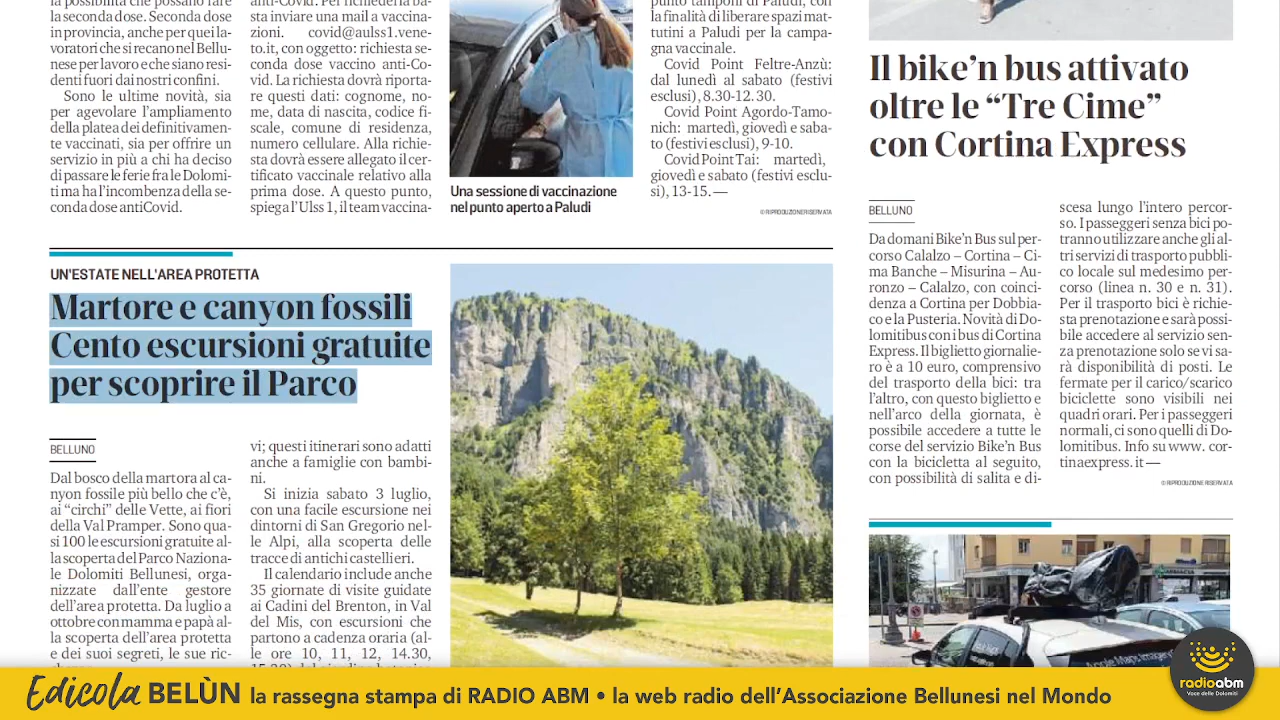 la possibilità che possano fare
la seconda dose. Seconda dose
in provincia, anche per quei la-
voratori che si recano nel Bellu-
nese per lavoro e che siano resi-
denti fuori dai nostri confini.
Sono le ultime novità, sia
per agevolare l'ampliamento
della platea dei definitivamen-
te vaccinati, sia per offrire un
servizio in più a chi ha deciso
di passare le ferie fra le Dolomi-
ti ma ha l'incombenza della se-
conda dose antiCovid.
anti-Covid. Per richiederla ba-
sta inviare una mail a vaccina-
zioni. covid@aulss1.vene-
to.it, con oggetto: richiesta se-
conda dose vaccino anti-Co-
vid. La richiesta dovrà riporta-
re questi dati: cognome, no-
me, data di nascita, codice fi-
scale, comune di residenza,
numero cellulare. Alla richie-
sta dovrà essere allegato il cer-
tificato vaccinale relativo alla
prima dose. A questo punto,
spiega l'Ulss 1, il team vaccina-
Una sessione di vaccinazione
nel punto aperto a Paludi
punto tamponi di Paludi, con
la finalità di liberare spazi mat-
tutini a Paludi per la campa-
gna vaccinale.
Covid Point Feltre-Anzù:
dal lunedì al sabato (festivi
esclusi), 8.30-12. 30.
Covid Point Agordo-Tamo-
nich: martedì, giovedì e saba-
to (festivi esclusi), 9-10.
Covid Point Tai: martedì,
giovedì e sabato (festivi esclu-
si), 13-15. —
© RIPRODUZIONE RISERVATA
UN'ESTATE NELL'AREA PROTETTA
Martore e canyon fossili
Cento escursioni gratuite
per scoprire il Parco
BELLUNO
Dal bosco della martora al ca-
nyon fossile più bello che c'è,
ai “circhi” delle Vette, ai fiori
della Val Pramper. Sono qua-
si 100 le escursioni gratuite al-
la scoperta del Parco Naziona-
le Dolomiti Bellunesi, orga-
nizzate dall'ente gestore
dell'area protetta. Da luglio a
ottobre con mamma e papà al-
la scoperta dell'area protetta
e dei suoi segreti, le sue ric-
vi; questi itinerari sono adatti
anche a famiglie con bambi-
ni.
Si inizia sabato 3 luglio,
con una facile escursione nei
dintorni di San Gregorio nel-
le Alpi, alla scoperta delle
tracce di antichi castellieri.
Il calendario include anche
35 giornate di visite guidate
ai Cadini del Brenton, in Val
del Mis, con escursioni che
partono a cadenza oraria (al-
le ore 10, 11, 12, 14.30,
Il bike'n bus attivato
oltre le “Tre Cime”
con Cortina Express
BELLUNO
Da domani Bike'n Bus sul per-
corso Calalzo – Cortina – Ci-
ma Banche – Misurina – Au-
ronzo – Calalzo, con coinci-
denza a Cortina per Dobbia-
co e la Pusteria. Novità di Do-
lomitibus con i bus di Cortina
Express. Il biglietto giornalie-
ro è a 10 euro, comprensivo
del trasporto della bici: tra
l'altro, con questo biglietto e
nell'arco della giornata, è
possibile accedere a tutte le
corse del servizio Bike'n Bus
con la bicicletta al seguito,
con possibilità di salita e di-
scesa lungo l'intero percor-
so. I passeggeri senza bici po-
tranno utilizzare anche gli al-
tri servizi di trasporto pubbli-
co locale sul medesimo per-
corso (linea n. 30 e n. 31).
Per il trasporto bici è richie-
sta prenotazione e sarà possi-
bile accedere al servizio sen-
za prenotazione solo se vi sa-
rà disponibilità di posti. Le
fermate per il carico/scarico
biciclette sono visibili nei
quadri orari. Per i passeggeri
normali, ci sono quelli di Do-
lomitibus. Info su www. cor-
tinaexpress. it —
© RIPRODUZIONE RISERVATA
FARMACIA
Edicola BELÙN la rassegna stampa di RADIO ABM • la web radio dell'Associazione Bellunesi nel Mondo
radioabm
Voce delle Dolomiti